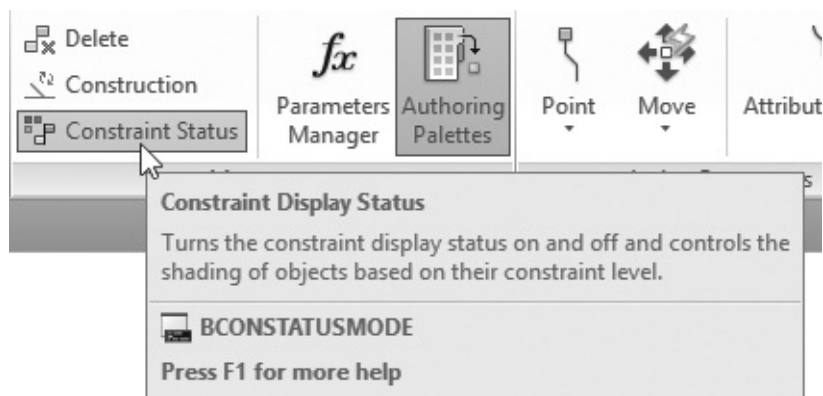 Delete
Construction
Constraint Status
fx
Parameters
Manager
Authoring
Palettes
Point
Move
Constraint Display Status
Turns the constraint display status on and off and controls the
shading of objects based on their constraint level.
BCONSTATUSMODE
Press F1 for more help